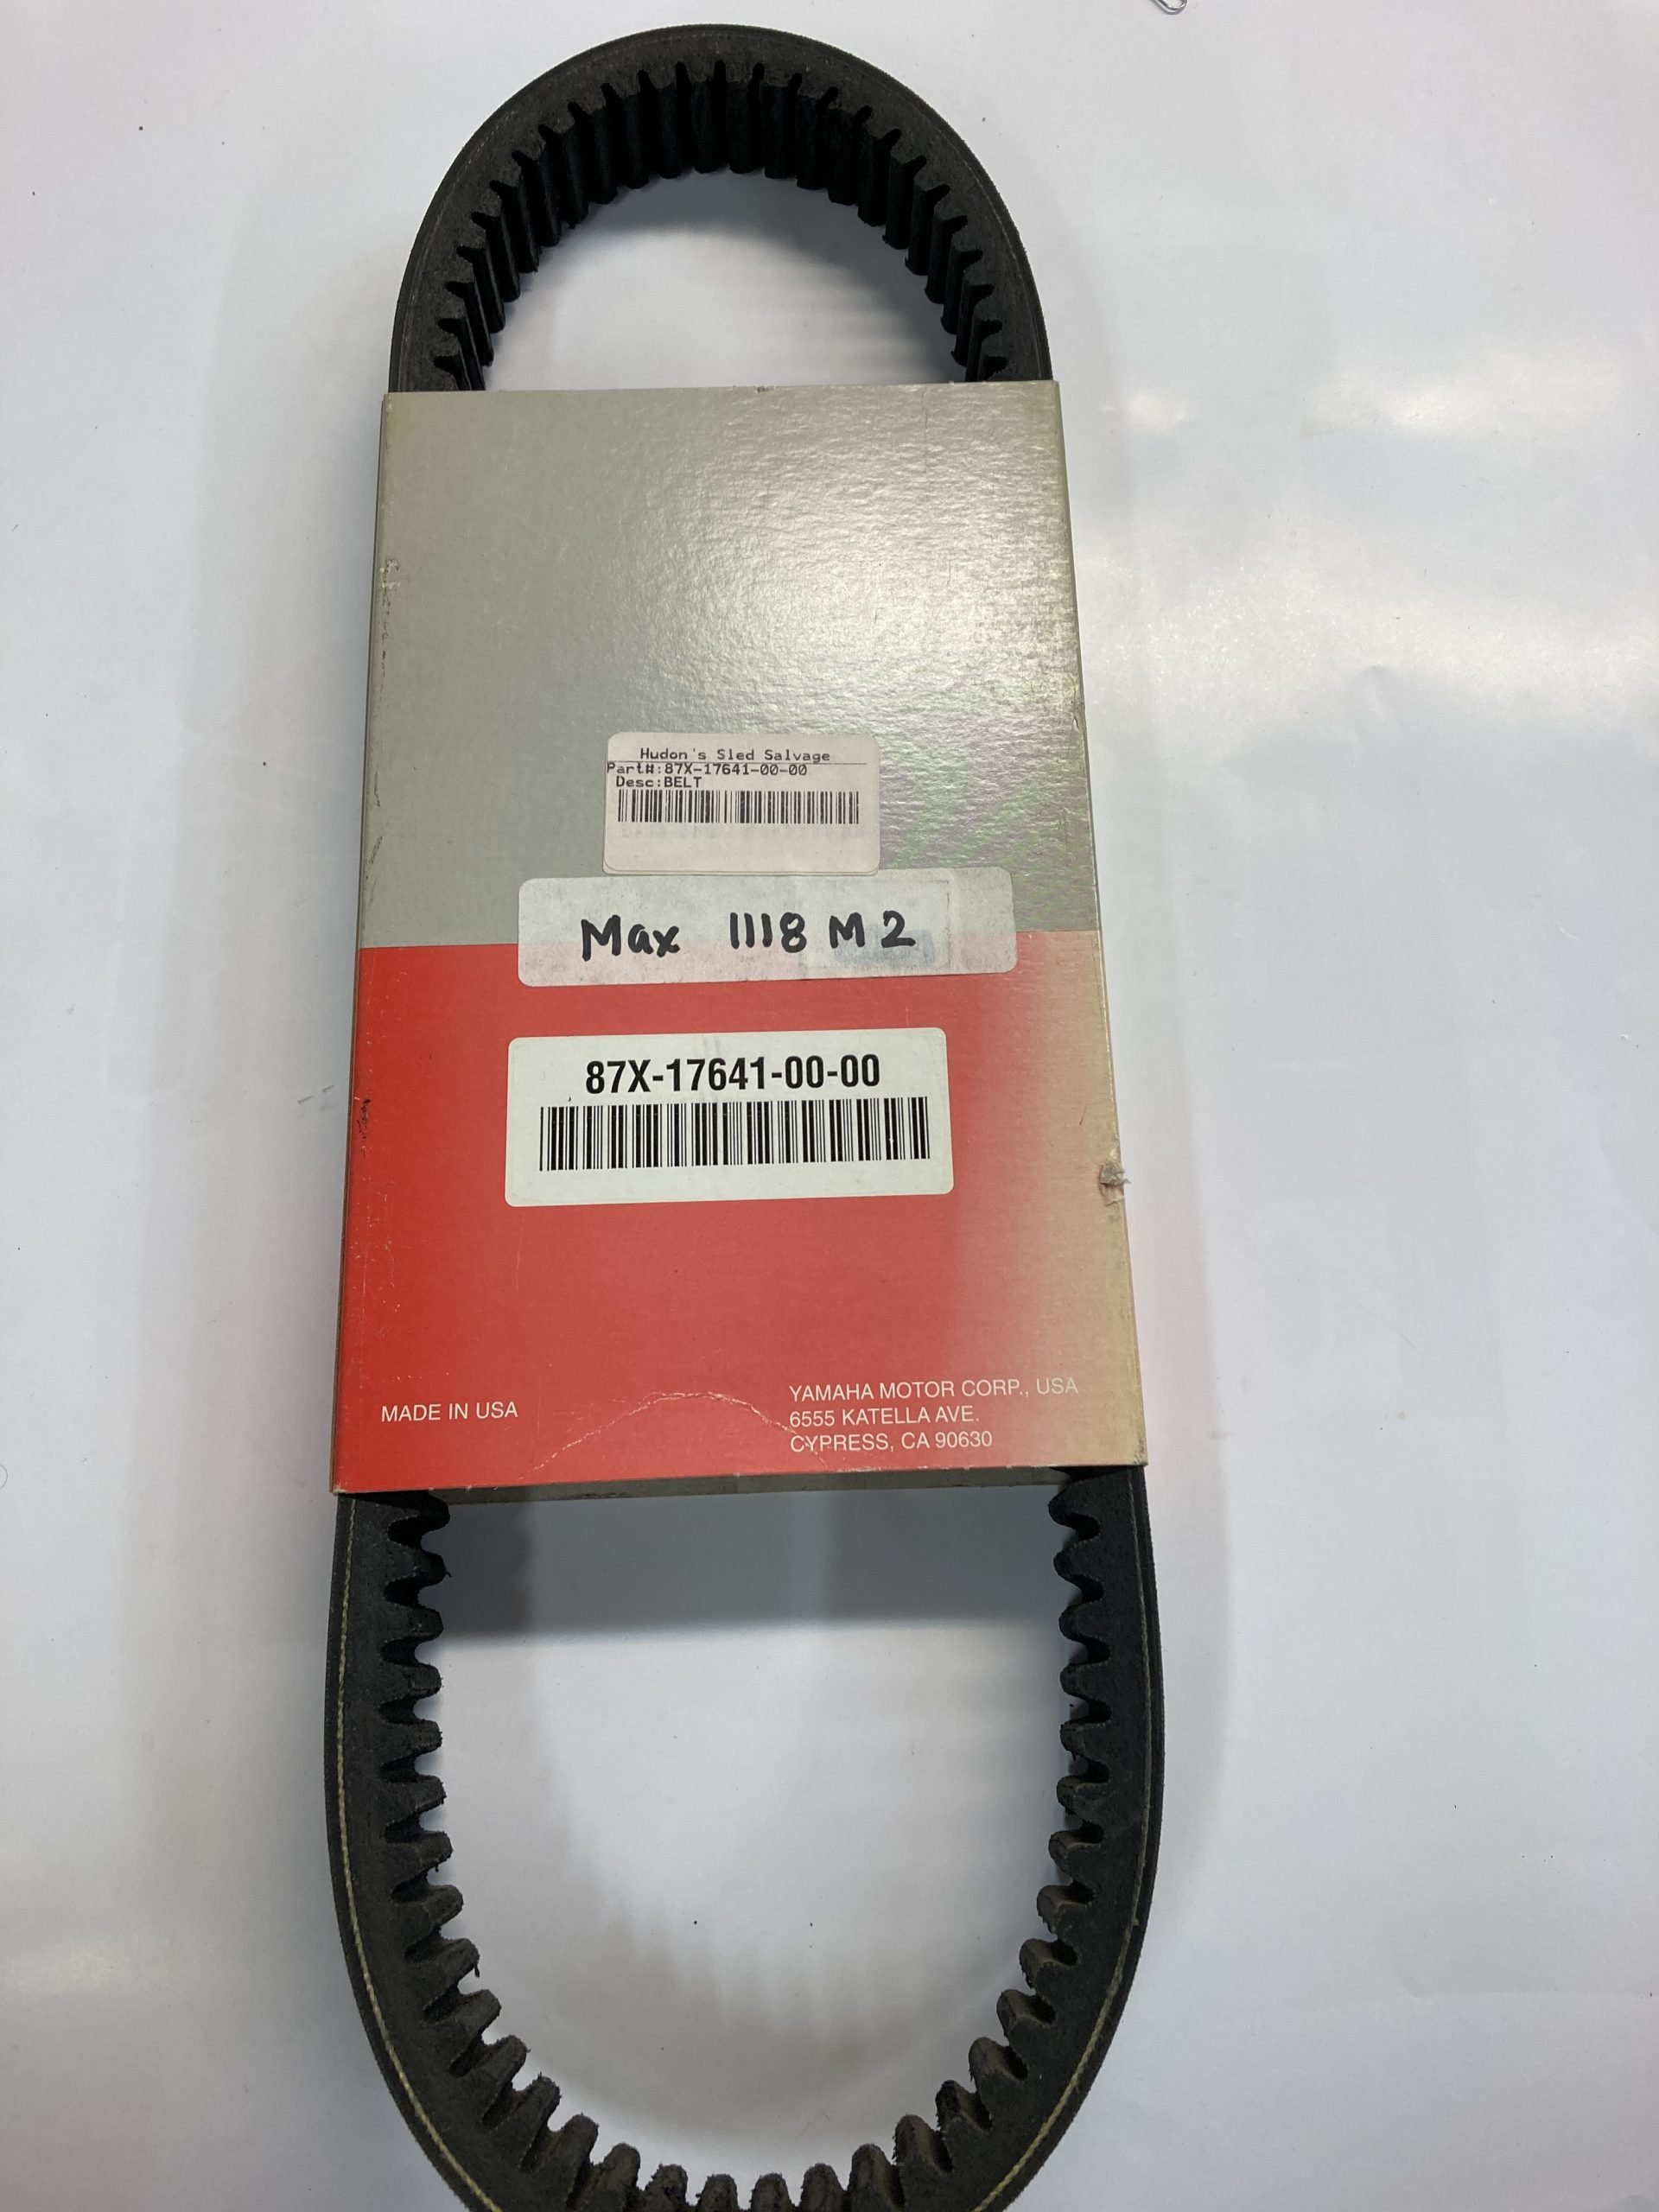 Hudon's Sled Salvage
Part#:87X-17641-00-00
Desc:BELT
Max 1118 M2
87X-17641-00-00
MADE IN USA
YAMAHA MOTOR CORP., USA
6555 KATELLA AVE.
CYPRESS, CA 90630